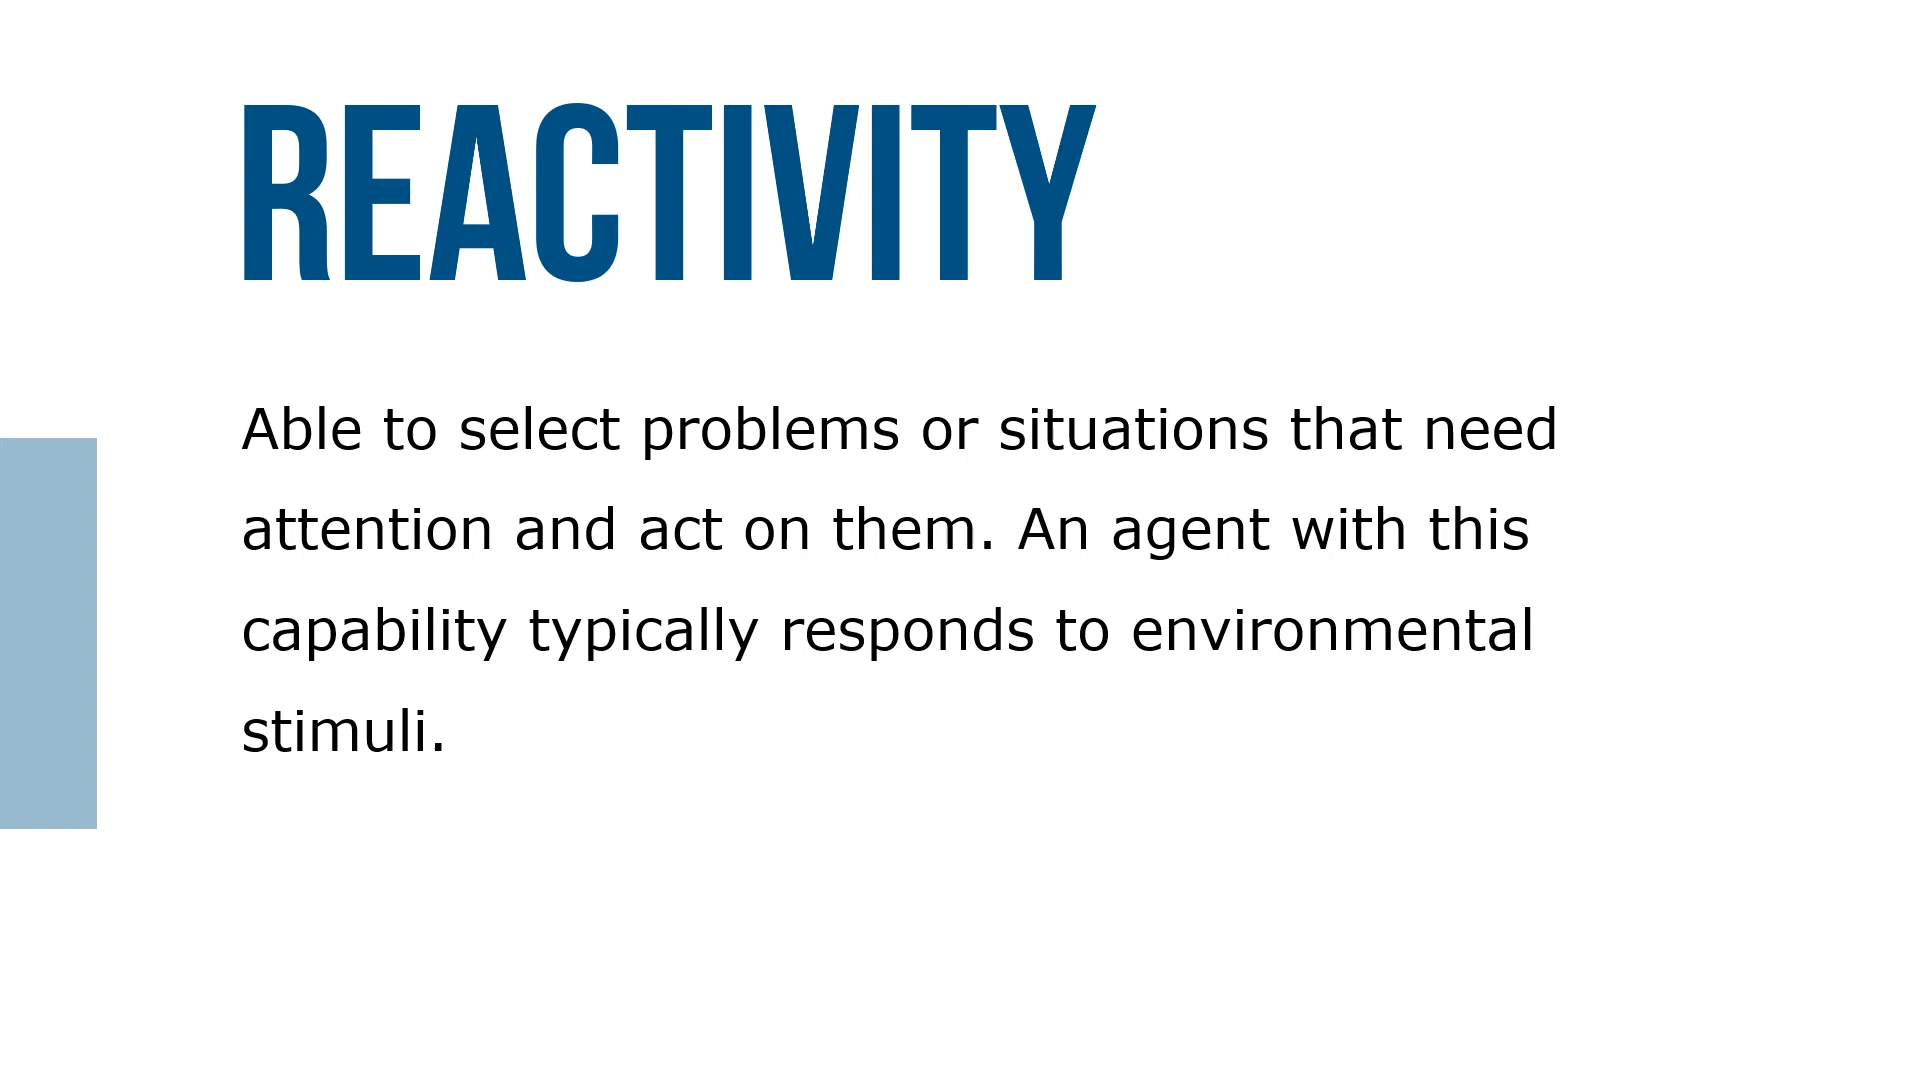 REACTIVITY
Able to select problems or situations that need
attention and act on them. An agent with this
capability typically responds to environmental
stimuli.